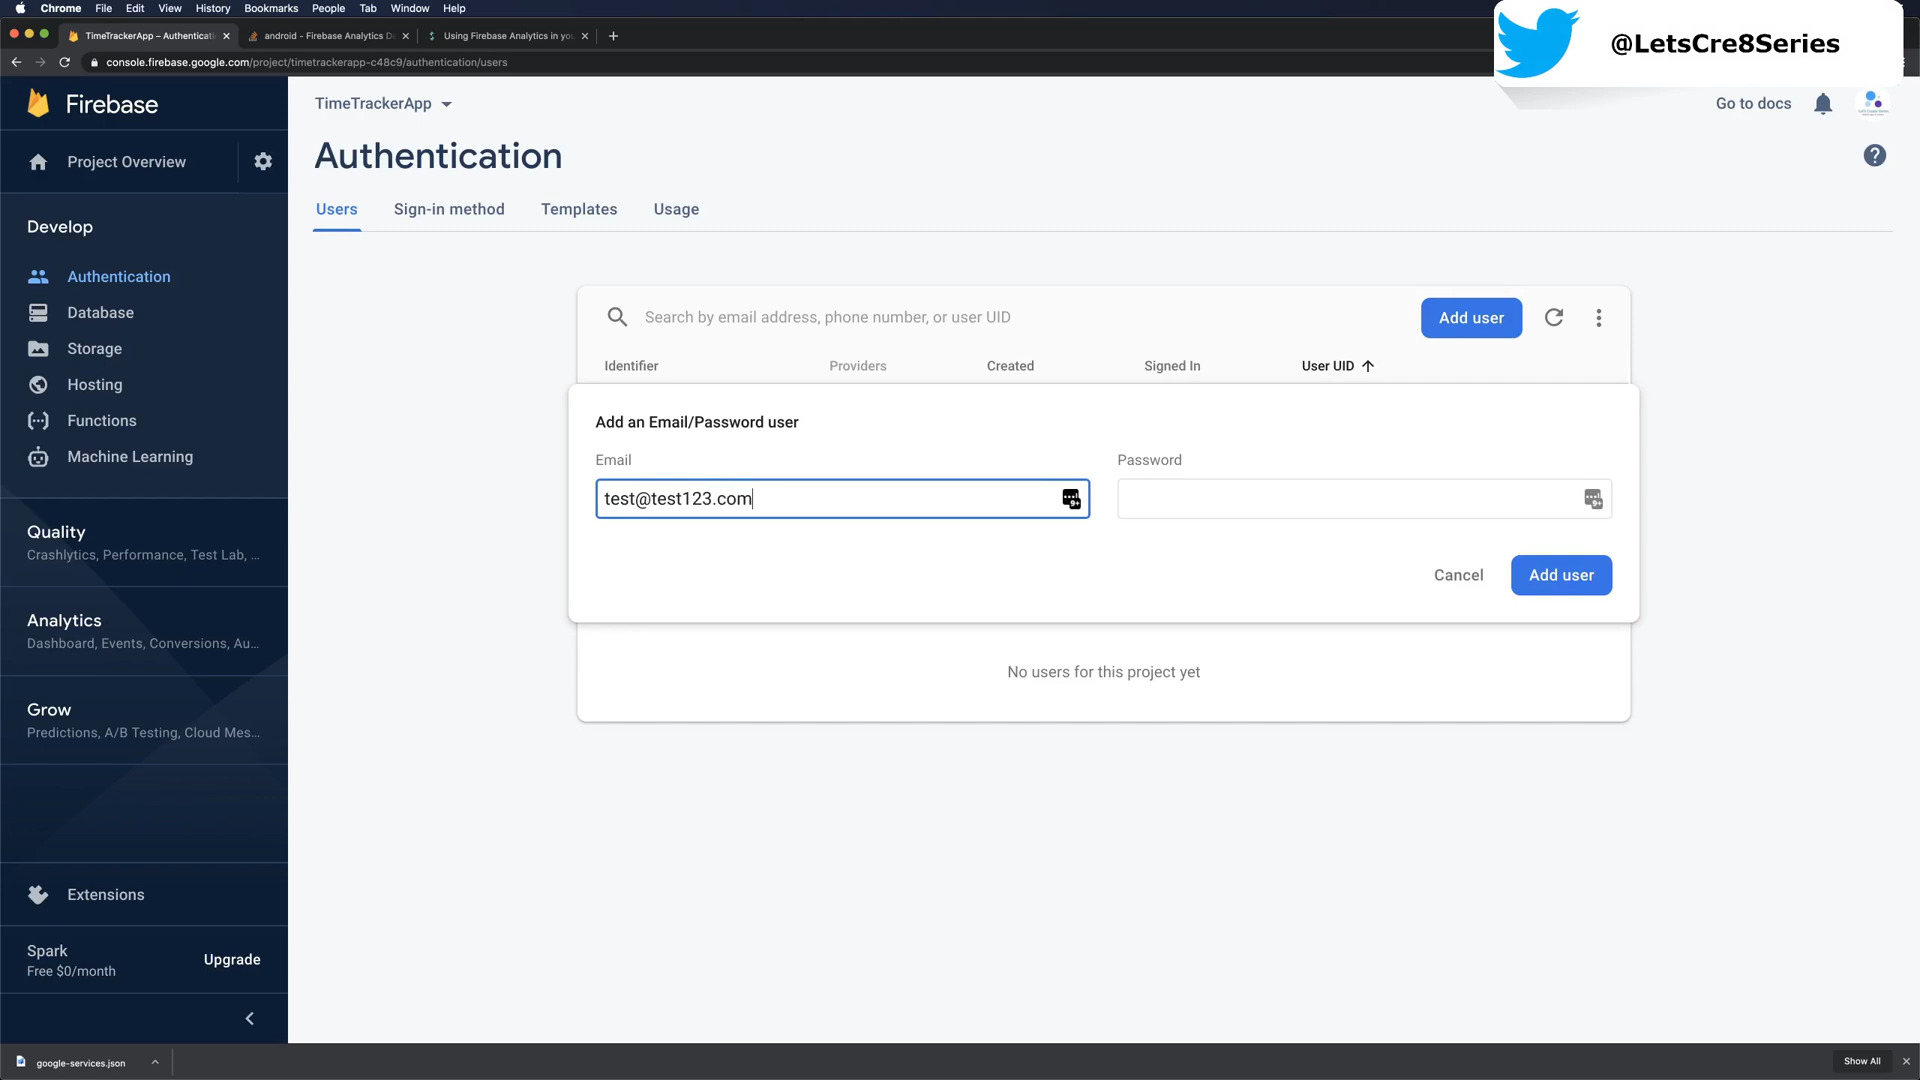 Chrome File Edit View History Bookmarks People Tab Window Help
TimeTrackerApp – Authenticati
android - Firebase Analytics D
Using Firebase Analytics in you
console.firebase.google.com/project/timetrackerapp-c48c9/authentication/users
@LetsCre8Series
Firebase
Project Overview
Develop
Authentication
Database
Storage
Hosting
Functions
Machine Learning
Quality
Crashlytics, Performance, Test Lab, ...
Analytics
Dashboard, Events, Conversions, Au...
Grow
Predictions, A/B Testing, Cloud Mes...
Extensions
Spark
Free $0/month
Upgrade
TimeTrackerApp
Go to docs
Authentication
Users Sign-in method Templates Usage
Search by email address, phone number, or user UID
Add user
Identifier Providers Created Signed In User UID
Add an Email/Password user
Email
Password
test@test123.com
Cancel
Add user
No users for this project yet
google-services.json
Show All